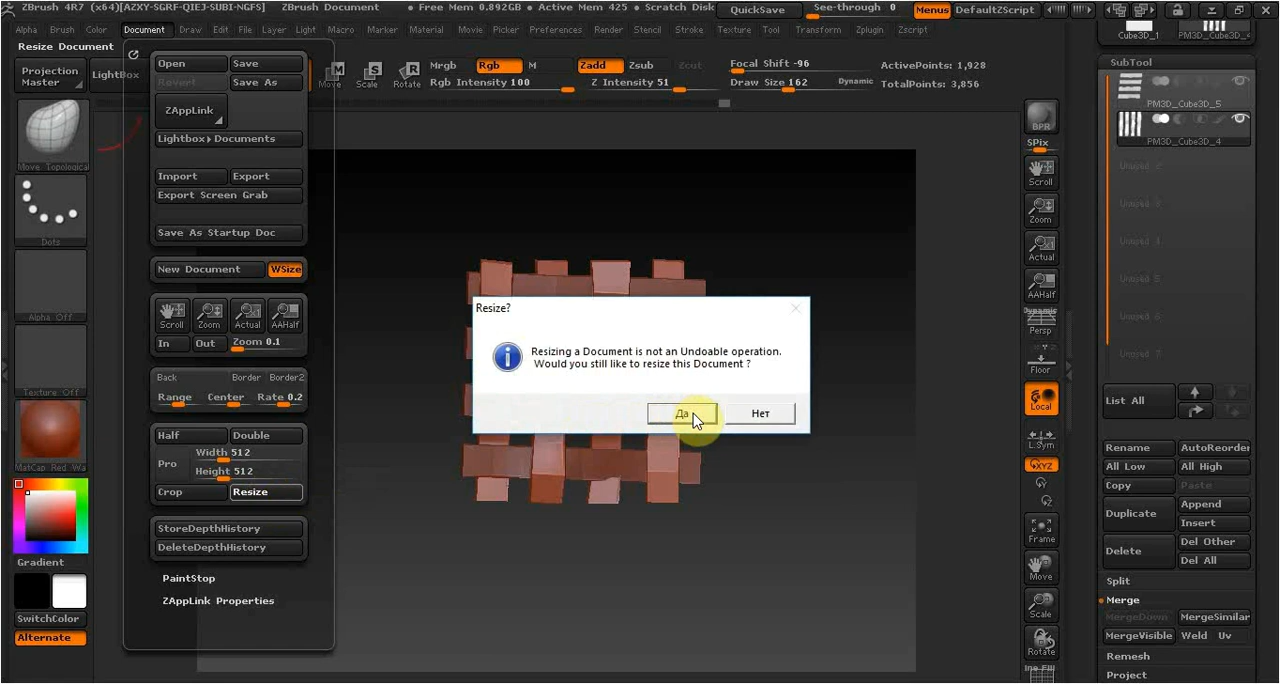 ZBrush 4R7 (x64)[AZXY-SGRF-QIEJ-SUBI-NGFS] ZBrush Document • Free Mem 0.892GB • Active Mem 425 • Scratch Disk QuickSave See-through 0 Menus DefaultZScript
Alpha Brush Color Document Draw Edit File Layer Light Macro Marker Material Movie Picker Preferences Render Stencil Stroke Texture Tool Transform Zplugin Zscript
Resize Document
Projection Master
LightBox
Move Scale Rotate
Mrgb Rgb M
Rgb Intensity 100
Zadd Zsub Zcut
Z Intensity 51
Focal Shift -96
Draw Size 162 Dynamic
ActivePoints: 1,928
TotalPoints: 3,856
Move Topological
Dots
Alpha Off
Texture Off
MatCap Red Wa
Gradient
SwitchColor
Alternate
Open Save
Revert Save As
ZAppLink
Lightbox▸Documents
Import Export
Export Screen Grab
Save As Startup Doc
New Document WSize
Scroll Zoom Actual AAHalf
In Out Zoom 0.1
Back Border Border2
Range Center Rate 0.2
Half Double
Pro Width 512
Height 512
Crop Resize
StoreDepthHistory
DeleteDepthHistory
PaintStop
ZAppLink Properties
Resize?
Resizing a Document is not an Undoable operation.
Would you still like to resize this Document ?
Да Нет
BPR
SPix
Scroll
Zoom
Actual
AAHalf
Dynamic
Persp
Floor
Local
L.Sym
XYZ
Frame
Move
Scale
Rotate
Cube3D_1
SubTool
PM3D_Cube3D_5
PM3D_Cube3D_4
Unused 2
List All
Rename AutoReorder
All Low All High
Copy Paste
Duplicate Append
Insert
Delete Del Other
Del All
Split
Merge
MergeDown MergeSimilar
MergeVisible Weld Uv
Remesh
Project